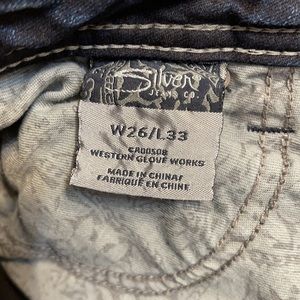 Silver
JEANS CO.
W26/L33
CA00508
WESTERN GLOVE WORKS
MADE IN CHINA/
FABRIQUÉ EN CHINE